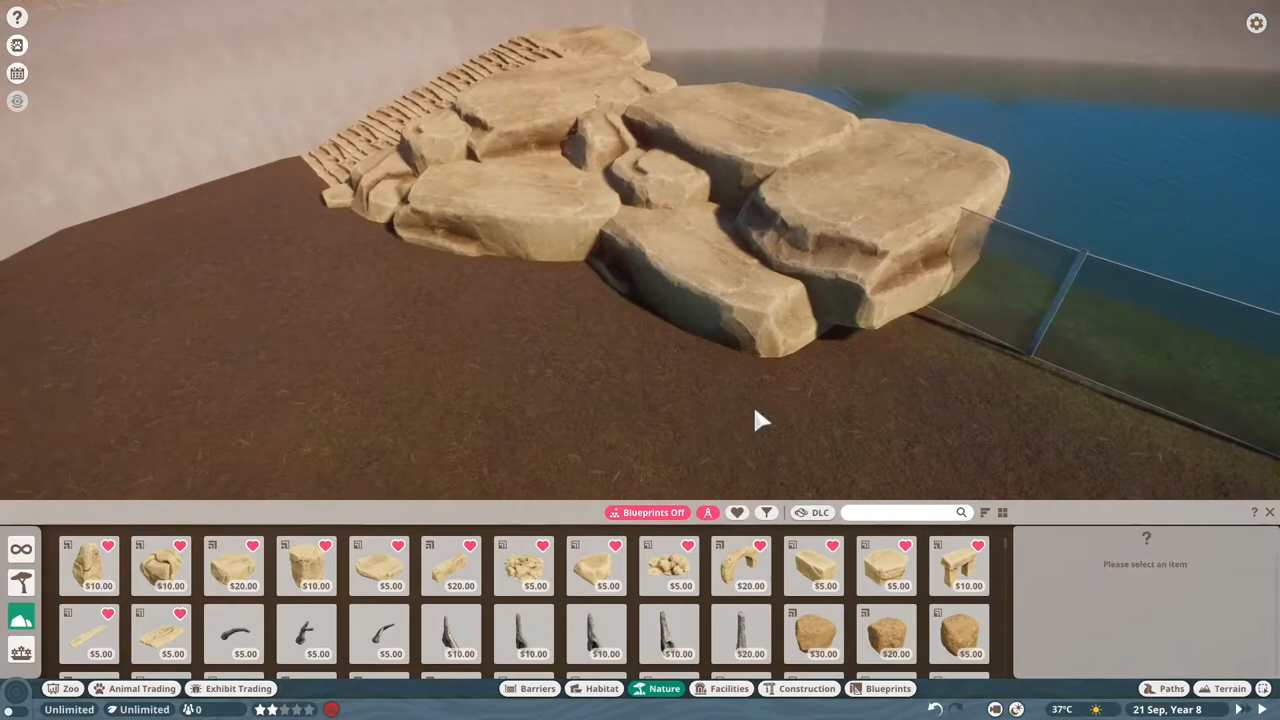 ?
Blueprints Off
DLC
?
$10.00 $10.00 $20.00 $10.00 $5.00 $20.00 $5.00 $5.00 $5.00 $20.00 $5.00 $5.00 $10.00
?
Please select an item
$5.00 $5.00 $5.00 $5.00 $5.00 $10.00 $10.00 $10.00 $10.00 $20.00 $30.00 $20.00 $5.00
Zoo Animal Trading Exhibit Trading Barriers Habitat Nature Facilities Construction Blueprints Paths Terrain
Unlimited Unlimited 0 37°C 21 Sep, Year 8